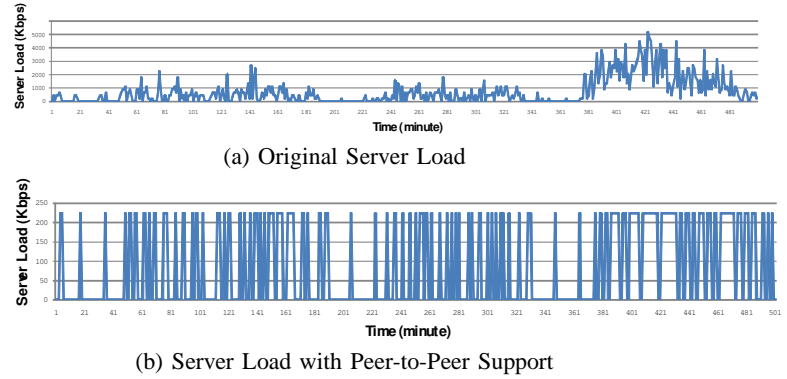 Server Load (Kbps)
5000
4000
3000
2000
1000
0
1 21 41 61 81 101 121 141 161 181 201 221 241 261 281 301 321 341 361 381 401 421 441 461 481
Time (minute)
(a) Original Server Load
Server Load (Kbps)
250
200
150
100
50
0
1 21 41 61 81 101 121 141 161 181 201 221 241 261 281 301 321 341 361 381 401 421 441 461 481 501
Time (minute)
(b) Server Load with Peer-to-Peer Support